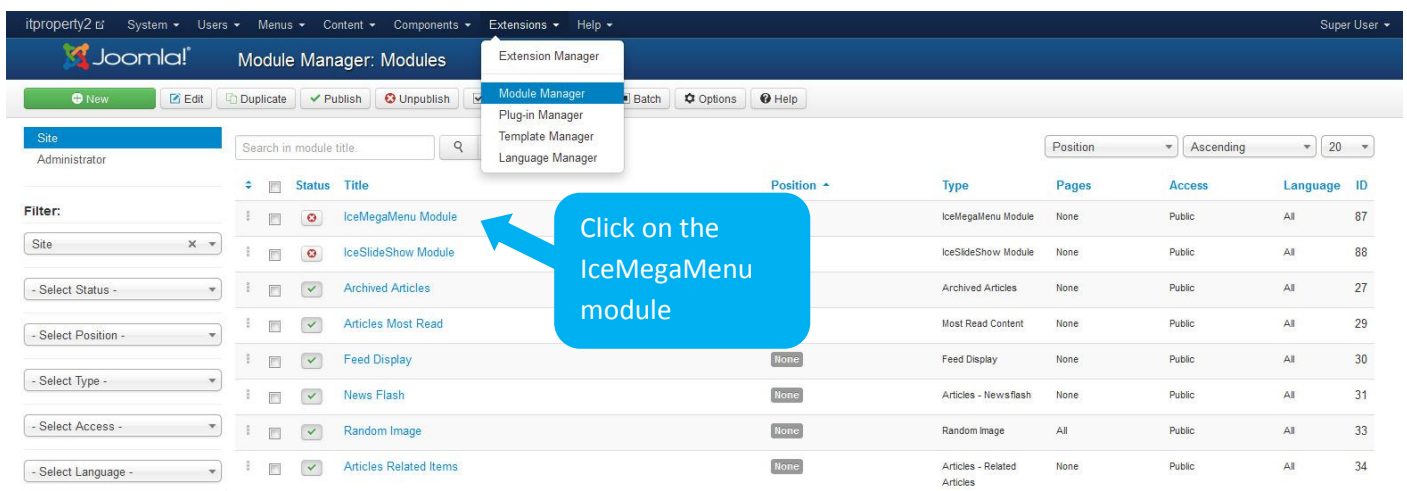 itproperty2 System Users Menus Content Components Extensions Help Super User
Joomla!® Module Manager: Modules
Extension Manager
Module Manager
Plug-in Manager
Template Manager
Language Manager
New Edit Duplicate Publish Unpublish Batch Options Help
Site
Administrator
Search in module title. Position Ascending 20
Status Title Position Type Pages Access Language ID
Filter:
Site
- Select Status -
- Select Position -
- Select Type -
- Select Access -
- Select Language -
IceMegaMenu Module IceMegaMenu Module None Public All 87
IceSlideShow Module IceSlideShow Module None Public All 88
Archived Articles Archived Articles None Public All 27
Articles Most Read Most Read Content None Public All 29
Feed Display None Feed Display None Public All 30
News Flash None Articles - Newsflash None Public All 31
Random Image None Random Image All Public All 33
Articles Related Items None Articles - Related None Public All 34
Articles
Click on the
IceMegaMenu
module